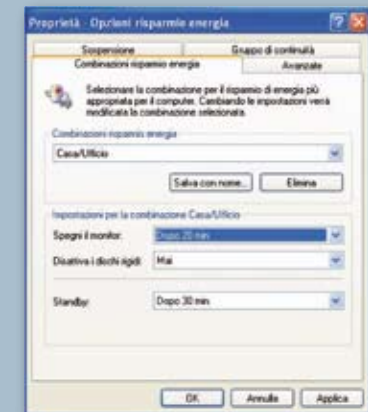 Proprietà - Opzioni risparmio energia
Sospensione Gruppo di continuità
Combinazioni risparmio energia Avanzate
Selezionare la combinazione per il risparmio di energia più
appropriata per il computer. Cambiando le impostazioni verrà
modificata la combinazione selezionata.
Combinazioni risparmio energia
Casa/Ufficio
Salva con nome... Elimina
Impostazioni per la combinazione Casa/Ufficio
Spegni il monitor: Dopo 20 min
Disattiva i dischi rigidi: Mai
Standby: Dopo 30 min
OK Annulla Applica